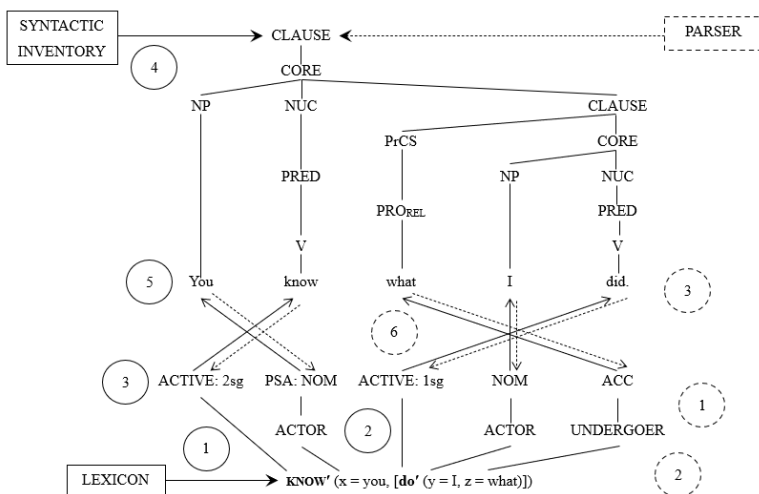 SYNTACTIC
INVENTORY
CLAUSE
PARSER
4
CORE
NP NUC CLAUSE
PrCS CORE
PRED NP NUC
PROREL PRED
V V
5 You know what I did. 3
6
3 ACTIVE: 2sg PSA: NOM ACTIVE: 1sg NOM ACC
1
1 ACTOR 2 ACTOR UNDERGOER
LEXICON KNOW′ (x = you, [do′ (y = I, z = what)]) 2